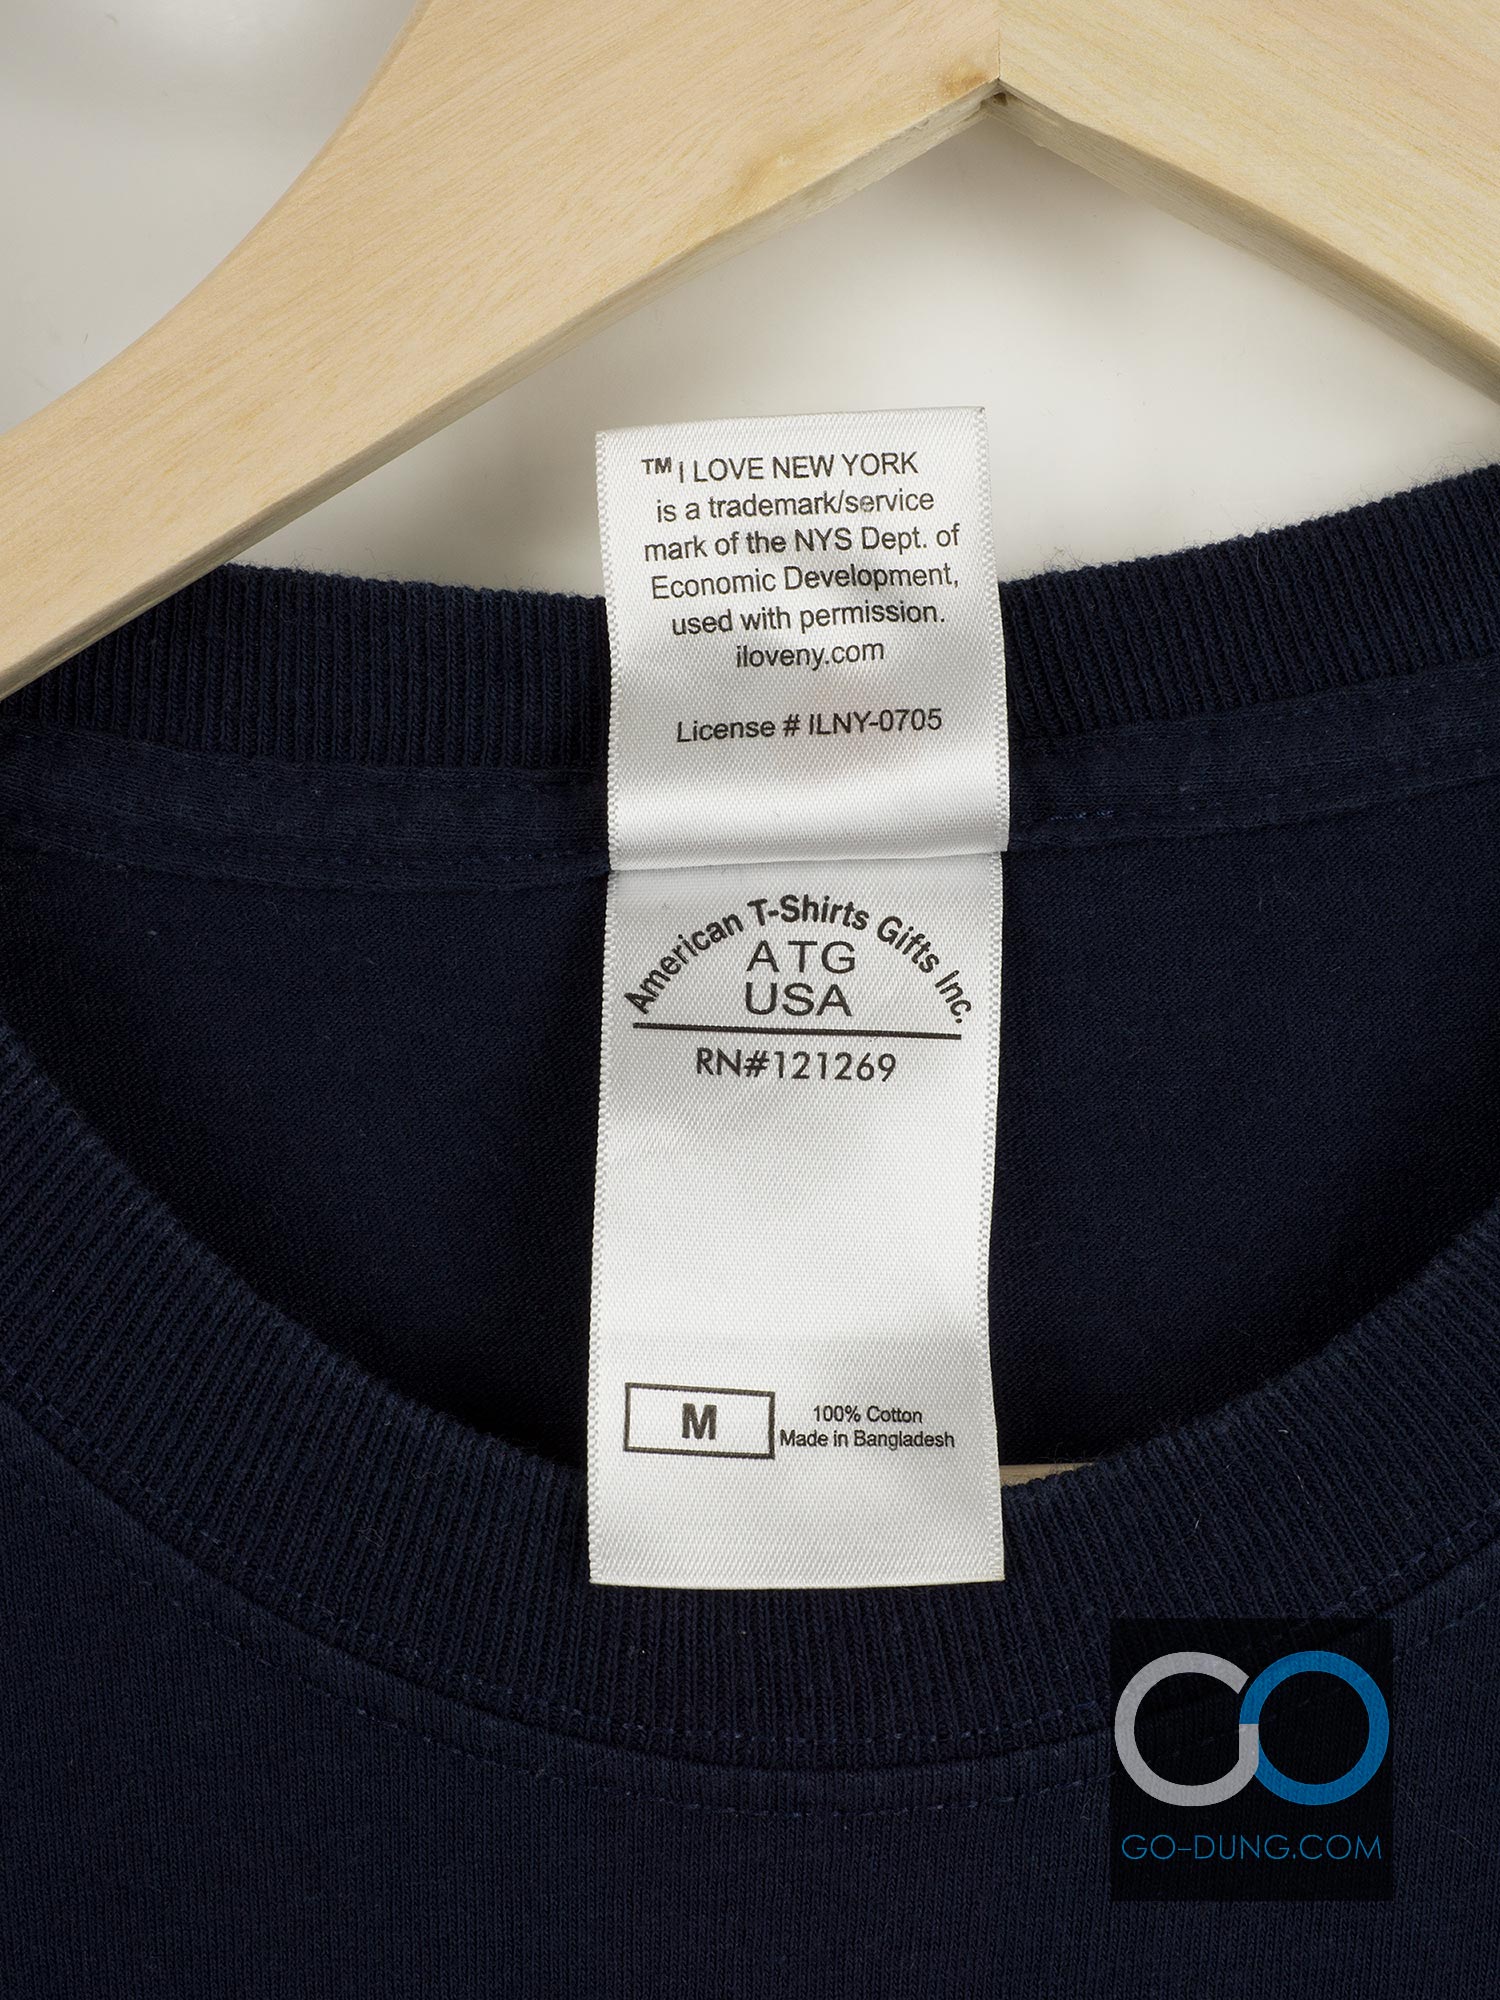 ™ I LOVE NEW YORK
is a trademark/service
mark of the NYS Dept. of
Economic Development,
used with permission.
iloveny.com
License # ILNY-0705
American T-Shirts Gifts Inc.
ATG
USA
RN#121269
M
100% Cotton
Made in Bangladesh
GO
GO-DUNG.COM